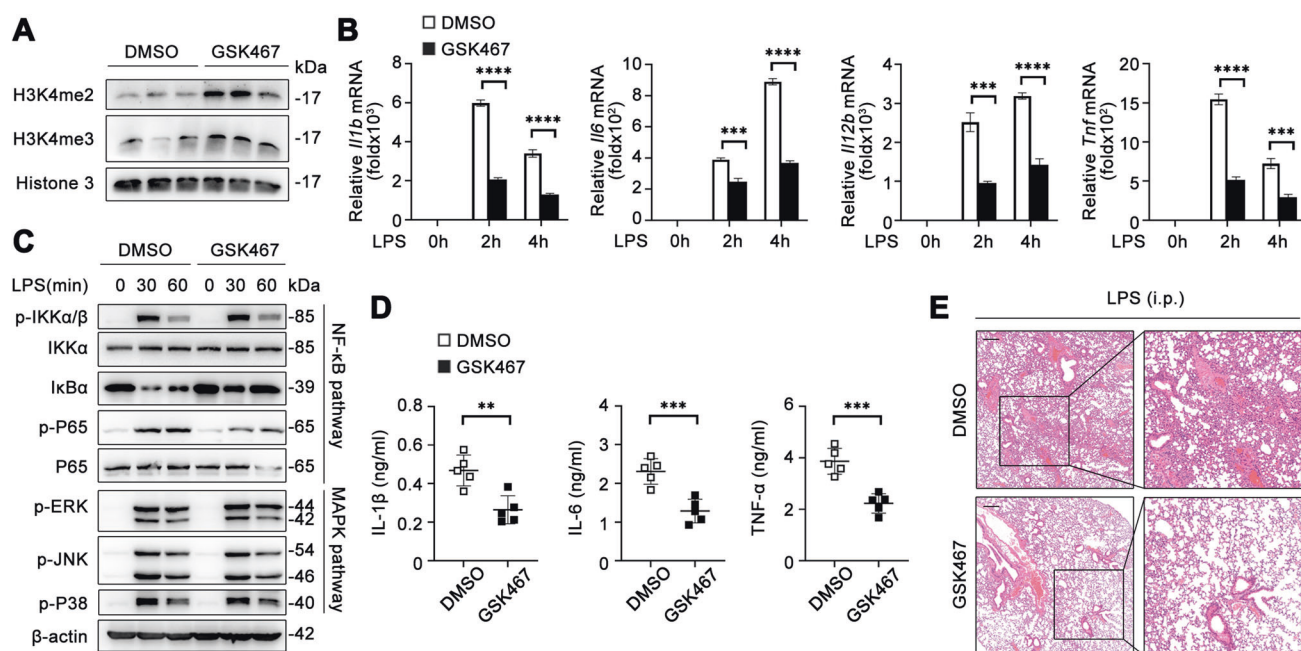 A
DMSO GSK467
kDa
H3K4me2 -17
H3K4me3 -17
Histone 3 -17
B
DMSO
GSK467
Relative Il1b mRNA
(foldx10³)
8
6
4
2
0
****
****
LPS 0h 2h 4h
Relative Il6 mRNA
(foldx10²)
10
8
6
4
2
0
***
****
LPS 0h 2h 4h
Relative Il12b mRNA
(foldx10³)
4
3
2
1
0
***
****
LPS 0h 2h 4h
Relative Tnf mRNA
(foldx10²)
20
15
10
5
0
****
***
LPS 0h 2h 4h
C
DMSO GSK467
LPS(min) 0 30 60 0 30 60 kDa
p-IKKα/β -85
IKKα -85
IκBα -39
p-P65 -65
P65 -65
NF-κB pathway
p-ERK -44
-42
p-JNK -54
-46
p-P38 -40
MAPK pathway
β-actin -42
D
DMSO
GSK467
IL-1β (ng/ml)
0.8
0.6
0.4
0.2
0
**
DMSO
GSK467
IL-6 (ng/ml)
4
3
2
1
0
***
DMSO
GSK467
TNF-α (ng/ml)
6
4
2
0
***
DMSO
GSK467
E
LPS (i.p.)
DMSO
GSK467